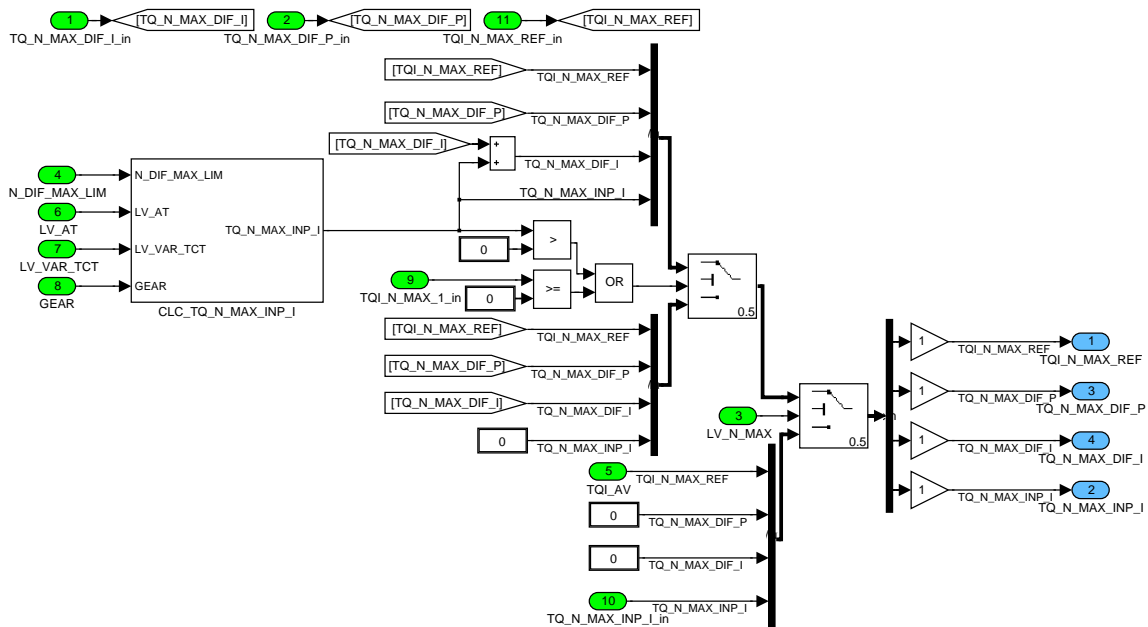 1
[TQ_N_MAX_DIF_I]
2
[TQ_N_MAX_DIF_P]
11
[TQI_N_MAX_REF]
TQ_N_MAX_DIF_I_in
TQ_N_MAX_DIF_P_in
TQI_N_MAX_REF_in
[TQI_N_MAX_REF]
TQI_N_MAX_REF
[TQ_N_MAX_DIF_P]
TQ_N_MAX_DIF_P
[TQ_N_MAX_DIF_I]
+
+
TQ_N_MAX_DIF_I
TQ_N_MAX_INP_I
4
N_DIF_MAX_LIM
N_DIF_MAX_LIM
6
LV_AT
LV_AT
TQ_N_MAX_INP_I
7
LV_VAR_TCT
LV_VAR_TCT
8
GEAR
GEAR
CLC_TQ_N_MAX_INP_I
0
>
9
TQI_N_MAX_1_in
0
>=
OR
0.5
[TQI_N_MAX_REF]
TQI_N_MAX_REF
[TQ_N_MAX_DIF_P]
TQ_N_MAX_DIF_P
[TQ_N_MAX_DIF_I]
TQ_N_MAX_DIF_I
0
TQ_N_MAX_INP_I
3
LV_N_MAX
0.5
5
TQI_AV
TQI_N_MAX_REF
0
TQ_N_MAX_DIF_P
0
TQ_N_MAX_DIF_I
10
TQ_N_MAX_INP_I_in
TQ_N_MAX_INP_I
1
TQI_N_MAX_REF
1
TQI_N_MAX_REF
1
TQ_N_MAX_DIF_P
3
TQ_N_MAX_DIF_P
1
TQ_N_MAX_DIF_I
4
TQ_N_MAX_DIF_I
1
TQ_N_MAX_INP_I
2
TQ_N_MAX_INP_I